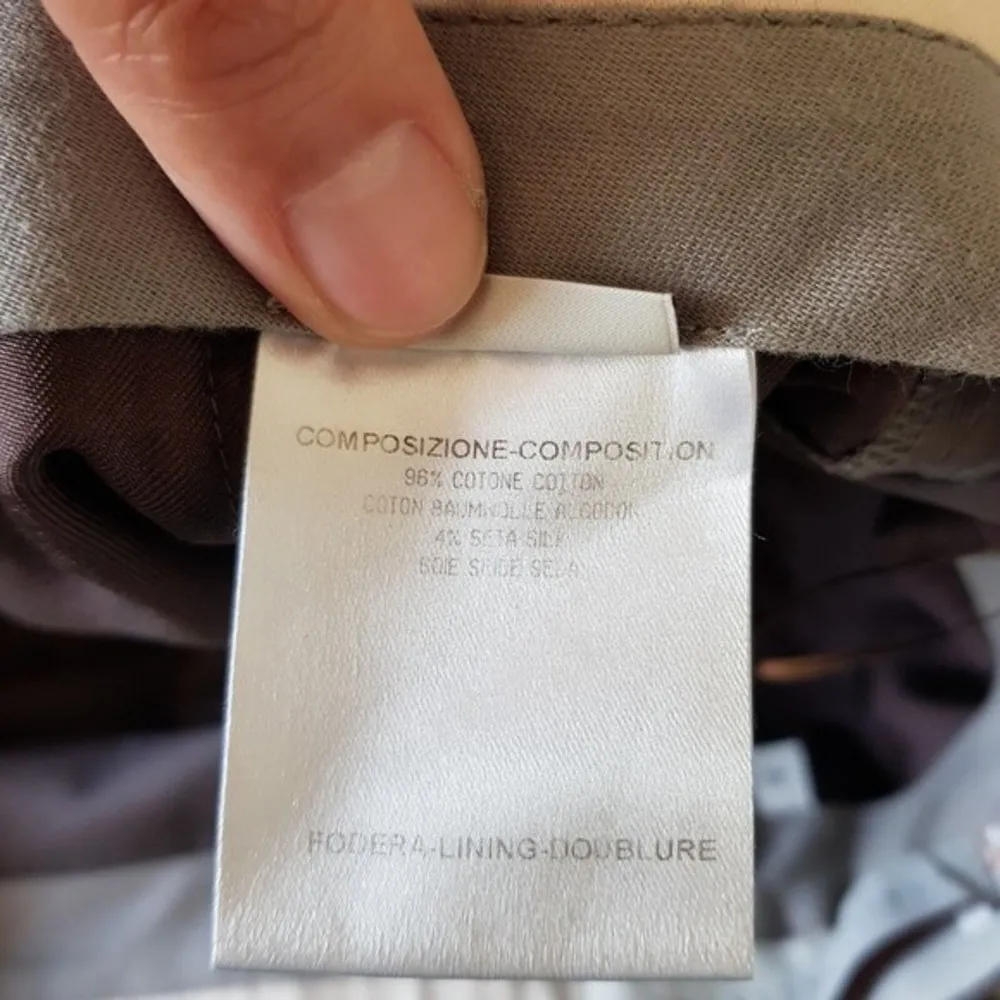 COMPOSIZIONE-COMPOSITION
96% COTONE COTTON
COTON BAUMWOLLE ALGODON
4% SETA SILK
SOIE SEIDE SEDA
FODERA-LINING-DOUBLURE